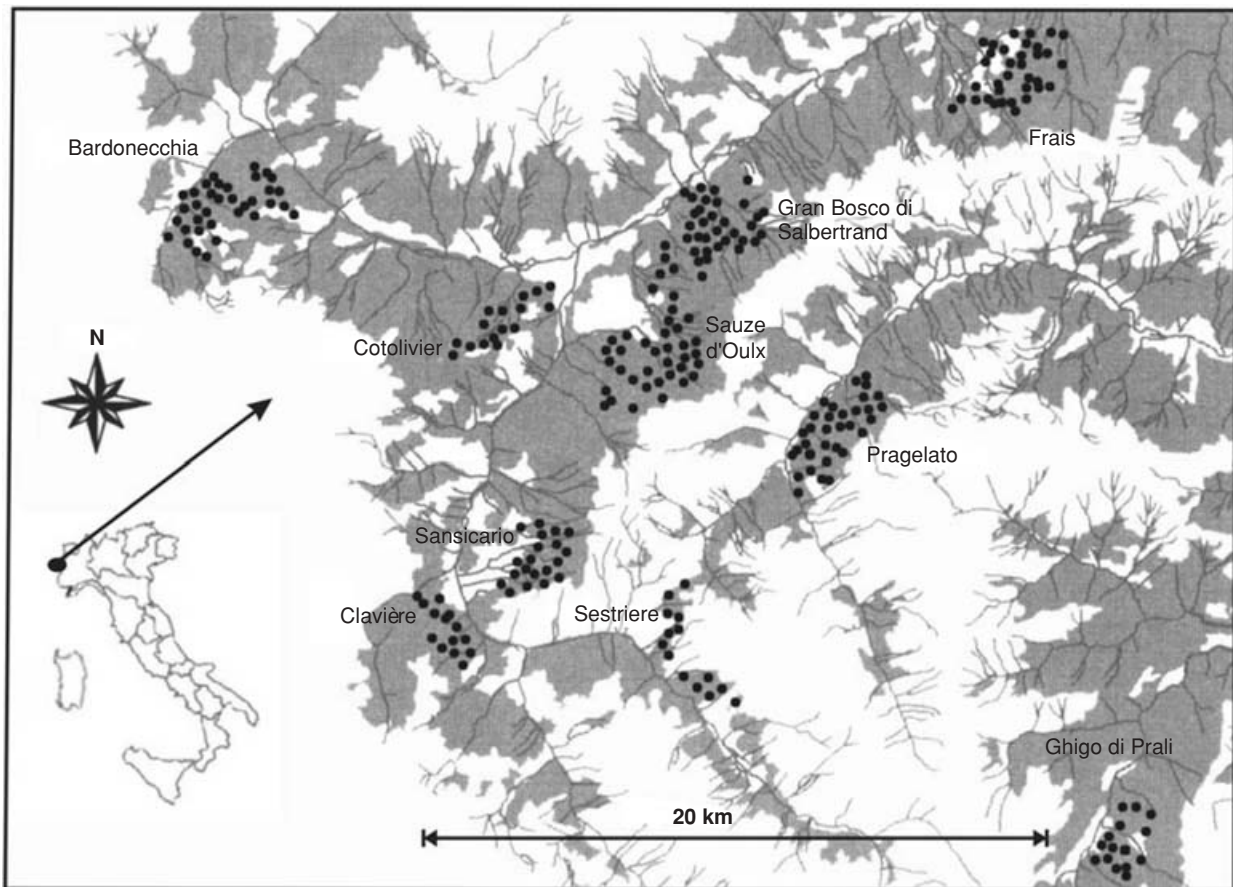 Frais
Bardonecchia
Gran Bosco di
Salbertrand
Sauze
d'Oulx
Cotolivier
N
Pragelato
Sansicario
Clavière
Sestriere
Ghigo di Prali
20 km